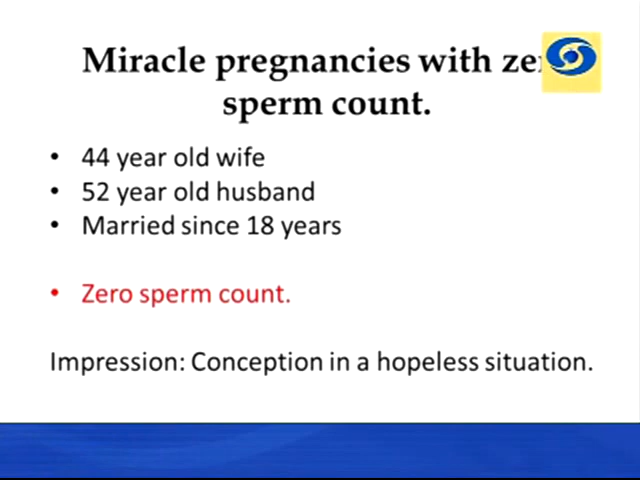 Miracle pregnancies with
sperm count.
• 44 year old wife
• 52 year old husband
• Married since 18 years
• Zero sperm count.
Impression: Conception in a hopeless situation.